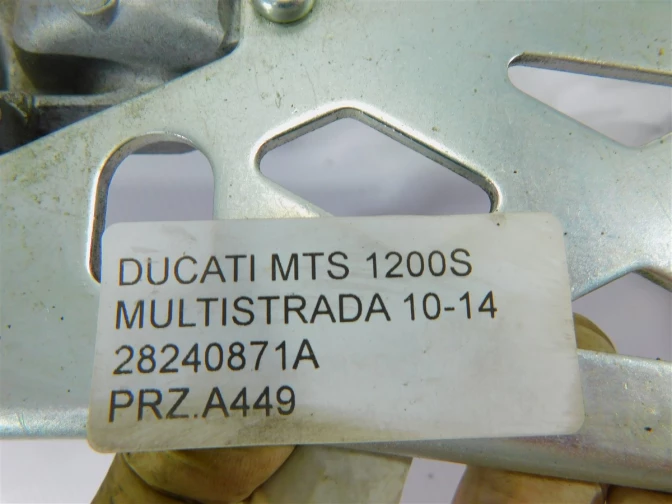 DUCATI MTS 1200S
MULTISTRADA 10-14
28240871A
PRZ.A449